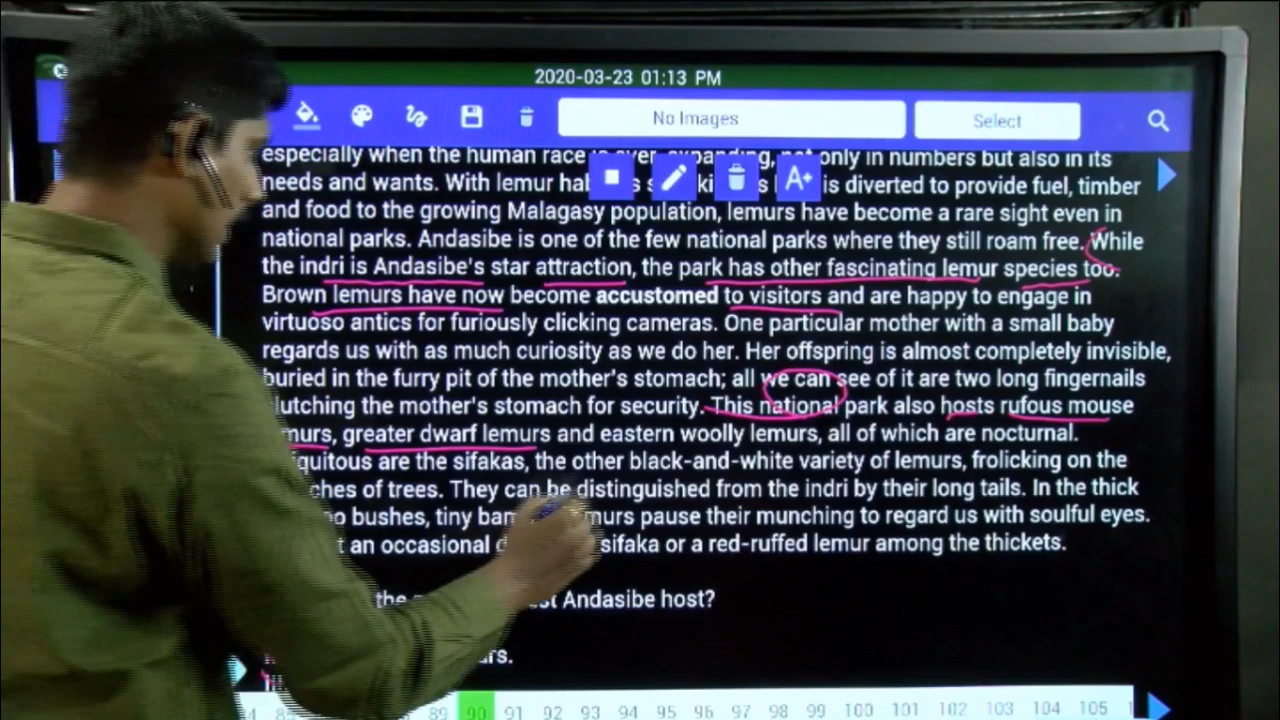 2020-03-23 01:13 PM
No Images
Select
A+
especially when the human race is over expanding, not only in numbers but also in its
needs and wants. With lemur is diverted to provide fuel, timber
and food to the growing Malagasy population, lemurs have become a rare sight even in
national parks. Andasibe is one of the few national parks where they still roam free. While
the indri is Andasibe's star attraction, the park has other fascinating lemur species too.
Brown lemurs have now become accustomed to visitors and are happy to engage in
virtuoso antics for furiously clicking cameras. One particular mother with a small baby
regards us with as much curiosity as we do her. Her offspring is almost completely invisible,
buried in the furry pit of the mother's stomach; all we can see of it are two long fingernails
lutching the mother's stomach for security. This national park also hosts rufous mouse
murs, greater dwarf lemurs and eastern woolly lemurs, all of which are nocturnal.
quitous are the sifakas, the other black-and-white variety of lemurs, frolicking on the
ches of trees. They can be distinguished from the indri by their long tails. In the thick
bushes, tiny murs pause their munching to regard us with soulful eyes.
an occasional sifaka or a red-ruffed lemur among the thickets.
the Andasibe host?
urs.
89 90 91 92 93 94 95 96 97 98 99 100 101 102 103 104 105